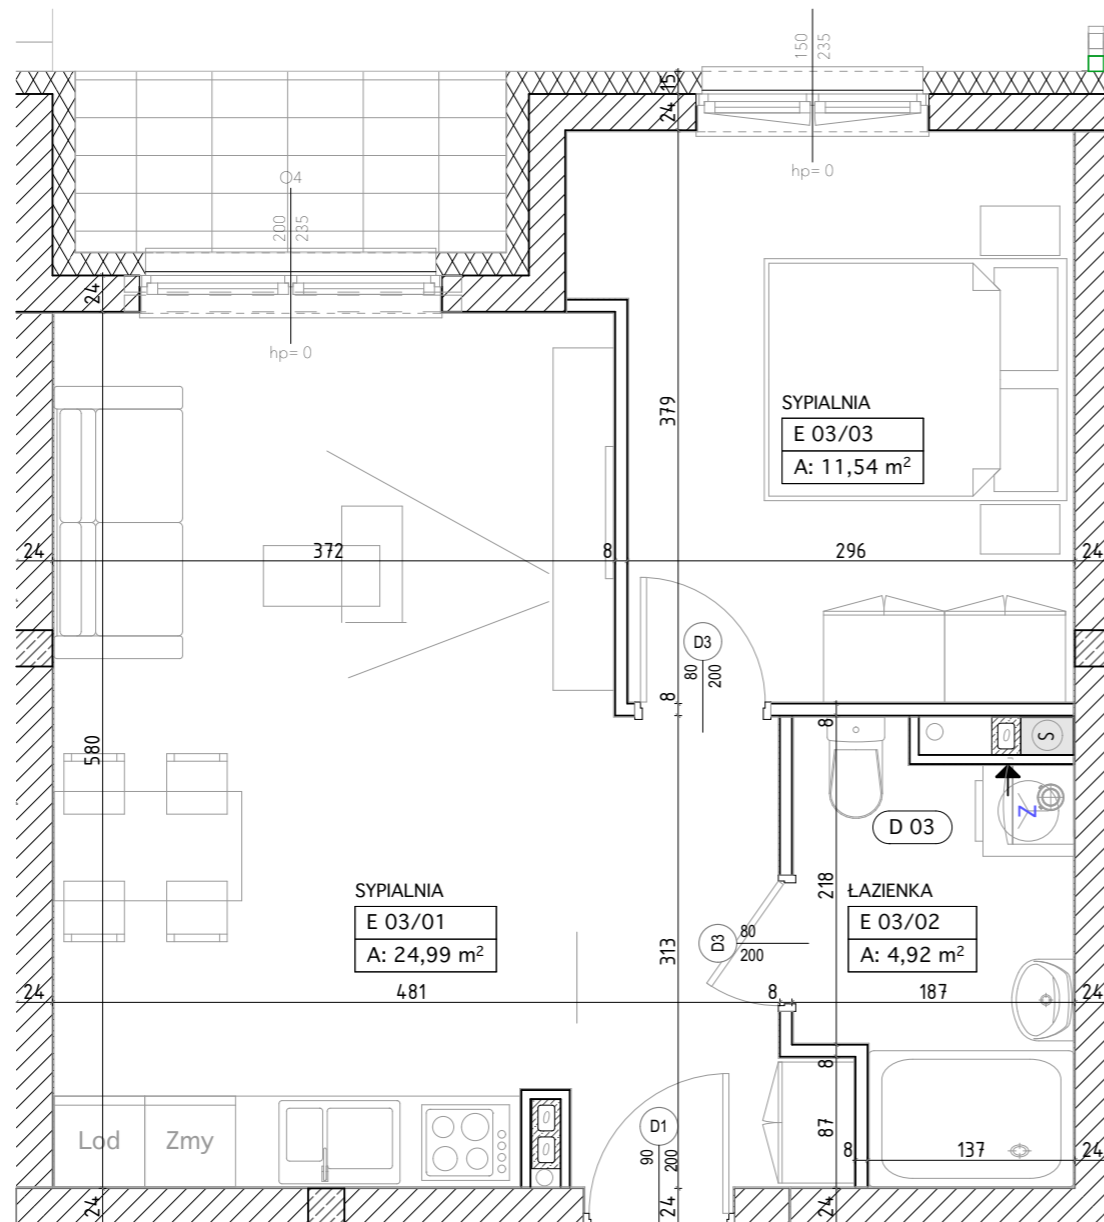 150
235
15
24
hp= 0
O4
200
235
24
hp= 0
379
SYPIALNIA
E 03/03
A: 11,54 m²
24
372
8
296
24
D3
80
200
8
8
S
580
D 03
Z
218
SYPIALNIA
E 03/01
A: 24,99 m²
ŁAZIENKA
E 03/02
A: 4,92 m²
D3
80
200
313
24
481
8
187
24
8
Lod
Zmy
D1
90
200
87
8
137
24
24
24
24